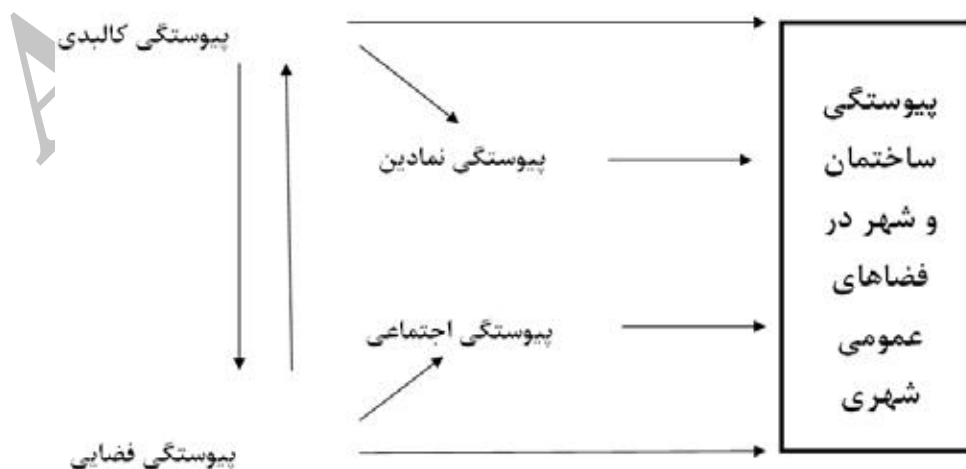 پیوستگی کالبدی
پیوستگی نمادین
پیوستگی اجتماعی
پیوستگی فضایی
پیوستگی
ساختمان
و شهر در
فضاهای
عمومی
شهری